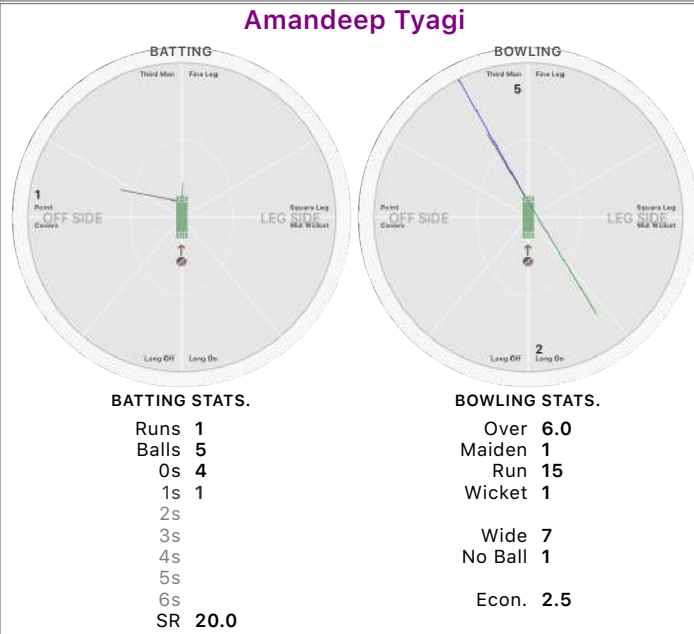 Amandeep Tyagi
BATTING
Third Man Fine Leg
1
Point
OFF SIDE
Covers
Square Leg
LEG SIDE
Mid Wicket
Long Off Long On
BATTING STATS.
Runs 1
Balls 5
0s 4
1s 1
2s
3s
4s
5s
6s
SR 20.0
BOWLING
Third Man Fine Leg
5
Point
OFF SIDE
Covers
Square Leg
LEG SIDE
Mid Wicket
2
Long Off Long On
BOWLING STATS.
Over 6.0
Maiden 1
Run 15
Wicket 1
Wide 7
No Ball 1
Econ. 2.5